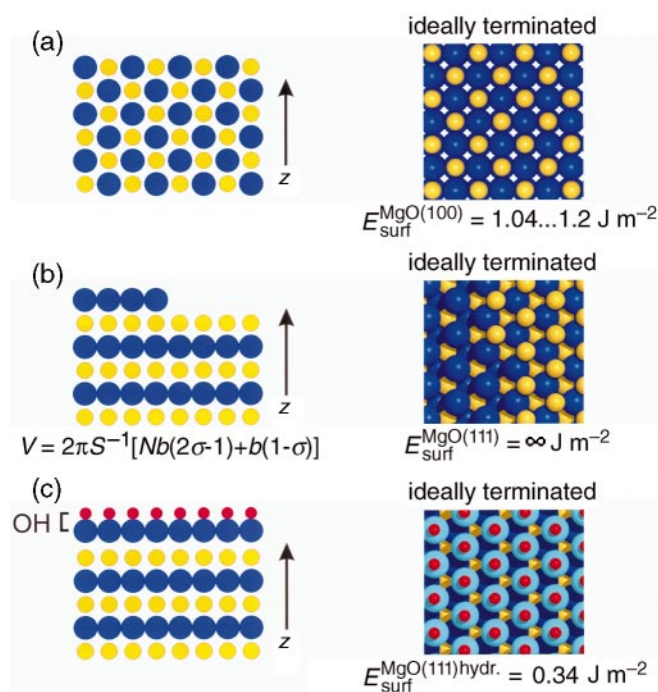 (a)
ideally terminated
z
E_surf^MgO(100) = 1.04...1.2 J m⁻²
(b)
ideally terminated
z
V = 2πS⁻¹[Nb(2σ-1)+b(1-σ)]
E_surf^MgO(111) = ∞ J m⁻²
(c)
ideally terminated
OH [
z
E_surf^MgO(111)hydr. = 0.34 J m⁻²